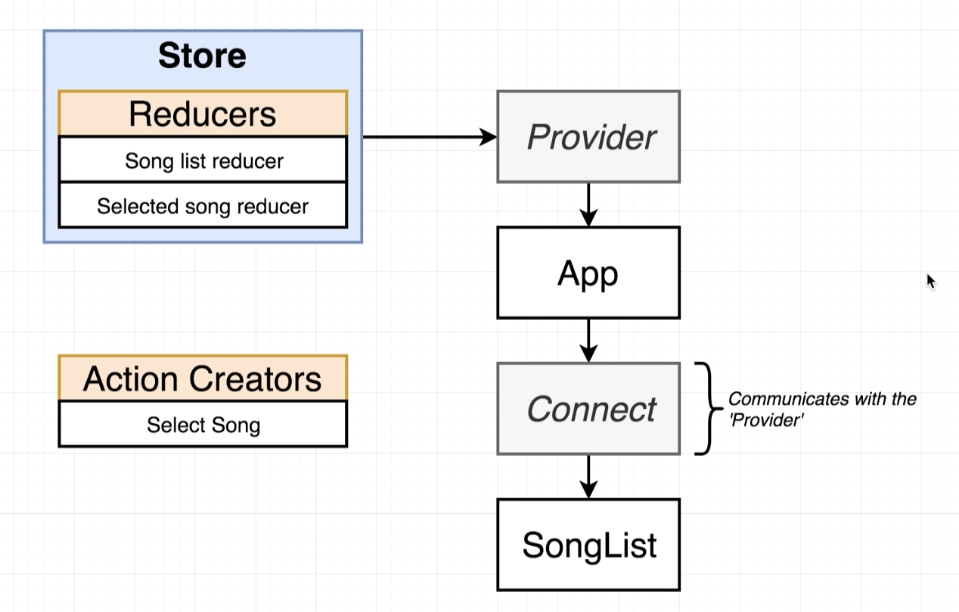 Store
Reducers
Song list reducer
Selected song reducer
Provider
App
Action Creators
Select Song
Connect
Communicates with the
'Provider'
SongList